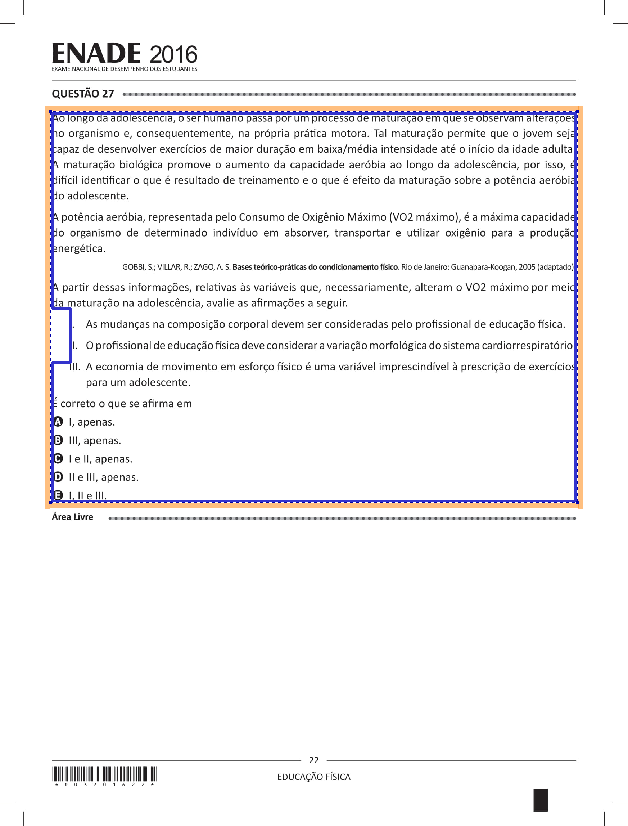 ENADE 2016
EXAME NACIONAL DE DESEMPENHO DOS ESTUDANTES
QUESTÃO 27
Ao longo da adolescência, o ser humano passa por um processo de maturação em que se observam alterações
no organismo e, consequentemente, na própria prática motora. Tal maturação permite que o jovem seja
capaz de desenvolver exercícios de maior duração em baixa/média intensidade até o início da idade adulta.
A maturação biológica promove o aumento da capacidade aeróbia ao longo da adolescência, por isso, é
difícil identificar o que é resultado de treinamento e o que é efeito da maturação sobre a potência aeróbia
do adolescente.
A potência aeróbia, representada pelo Consumo de Oxigênio Máximo (VO2 máximo), é a máxima capacidade
do organismo de determinado indivíduo em absorver, transportar e utilizar oxigênio para a produção
energética.
GOBBI, S.; VILLAR, R.; ZAGO, A. S. Bases teórico-práticas do condicionamento físico. Rio de Janeiro: Guanabara-Koogan, 2005 (adaptado).
A partir dessas informações, relativas às variáveis que, necessariamente, alteram o VO2 máximo por meio
da maturação na adolescência, avalie as afirmações a seguir.
I. As mudanças na composição corporal devem ser consideradas pelo profissional de educação física.
II. O profissional de educação física deve considerar a variação morfológica do sistema cardiorrespiratório.
III. A economia de movimento em esforço físico é uma variável imprescindível à prescrição de exercícios
para um adolescente.
É correto o que se afirma em
A I, apenas.
B III, apenas.
C I e II, apenas.
D II e III, apenas.
E I, II e III.
Área Livre
22
EDUCAÇÃO FÍSICA